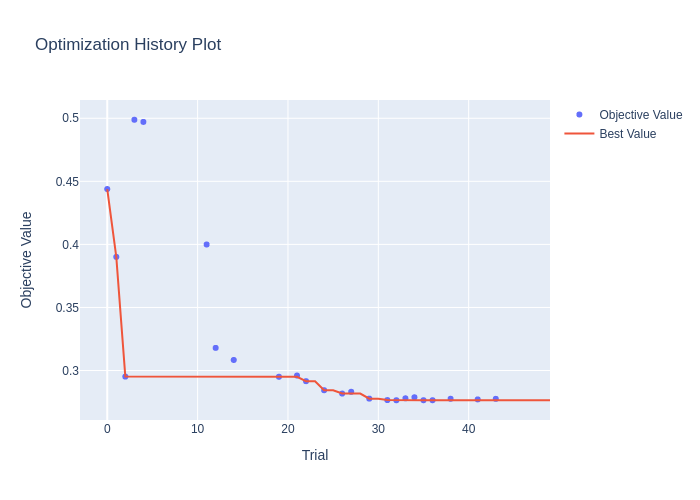 Optimization History Plot
Objective Value
Best Value
0.5
0.45
0.4
0.35
0.3
Objective Value
0
10
20
30
40
Trial